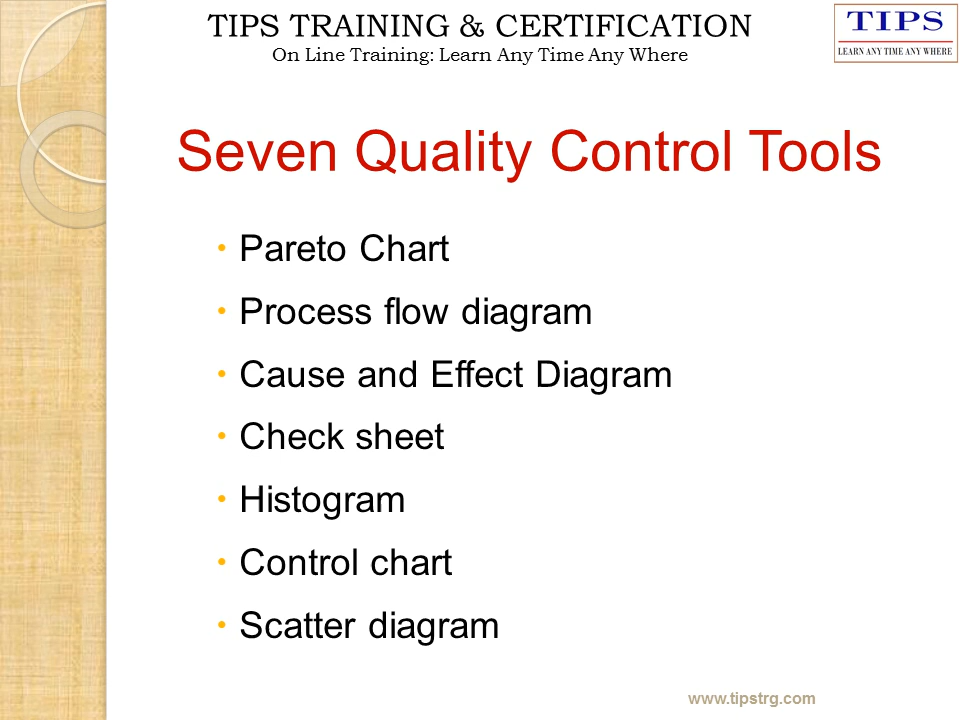 TIPS TRAINING & CERTIFICATION
On Line Training: Learn Any Time Any Where
TIPS
LEARN ANY TIME ANY WHERE
Seven Quality Control Tools
Pareto Chart
Process flow diagram
Cause and Effect Diagram
Check sheet
Histogram
Control chart
Scatter diagram
www.tipstrg.com